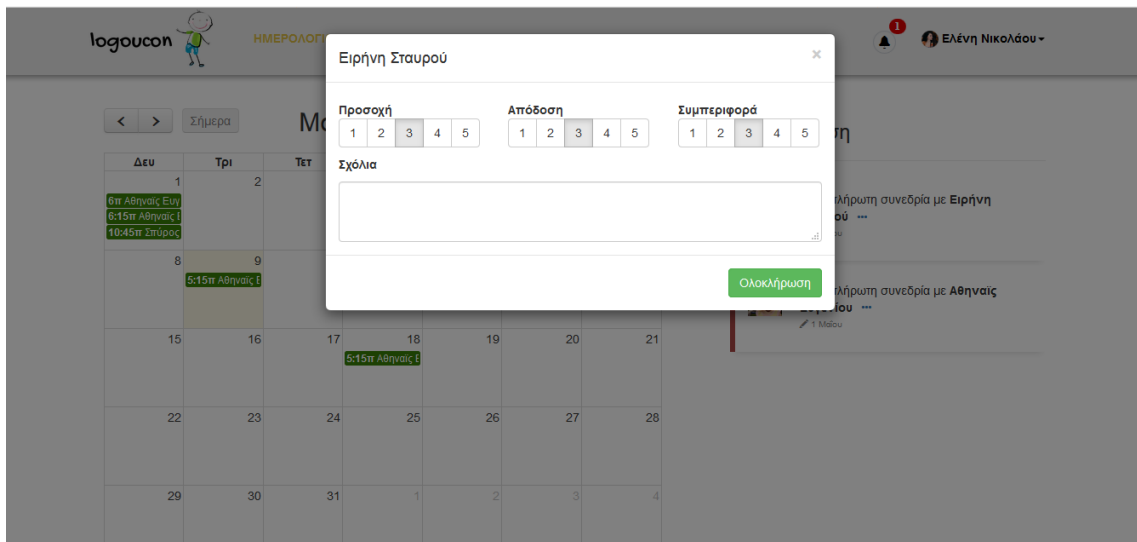 logoucon
1
Ελένη Νικολάου
Ειρήνη Σταυρού
×
Προσοχή Απόδοση Συμπεριφορά
1 2 3 4 5 1 2 3 4 5 1 2 3 4 5
Σχόλια
Ολοκλήρωση
Σήμερα
Δευ Τρι Τετ
1 2
6π Αθηναΐς Ευγ
6:15π Αθηναΐς
10:45π Σπύρος
8 9
5:15π Αθηναΐς
15 16 17 18 19 20 21
5:15π Αθηναΐς
22 23 24 25 26 27 28
29 30 31 1 2 3 4
συνεδρία με Ειρήνη
συνεδρία με Αθηναΐς
1 Μαΐου